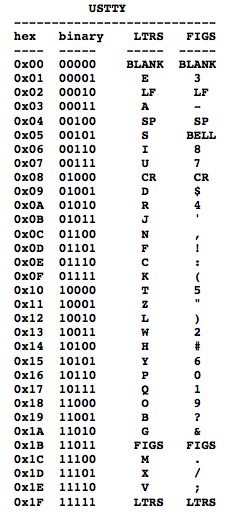 USTTY
-------------------------
hex binary LTRS FIGS
---- ----- ---- ----
0x00 00000 BLANK BLANK
0x01 00001 E 3
0x02 00010 LF LF
0x03 00011 A -
0x04 00100 SP SP
0x05 00101 S BELL
0x06 00110 I 8
0x07 00111 U 7
0x08 01000 CR CR
0x09 01001 D $
0x0A 01010 R 4
0x0B 01011 J '
0x0C 01100 N ,
0x0D 01101 F !
0x0E 01110 C :
0x0F 01111 K (
0x10 10000 T 5
0x11 10001 Z "
0x12 10010 L )
0x13 10011 W 2
0x14 10100 H #
0x15 10101 Y 6
0x16 10110 P 0
0x17 10111 Q 1
0x18 11000 O 9
0x19 11001 B ?
0x1A 11010 G &
0x1B 11011 FIGS FIGS
0x1C 11100 M .
0x1D 11101 X /
0x1E 11110 V ;
0x1F 11111 LTRS LTRS